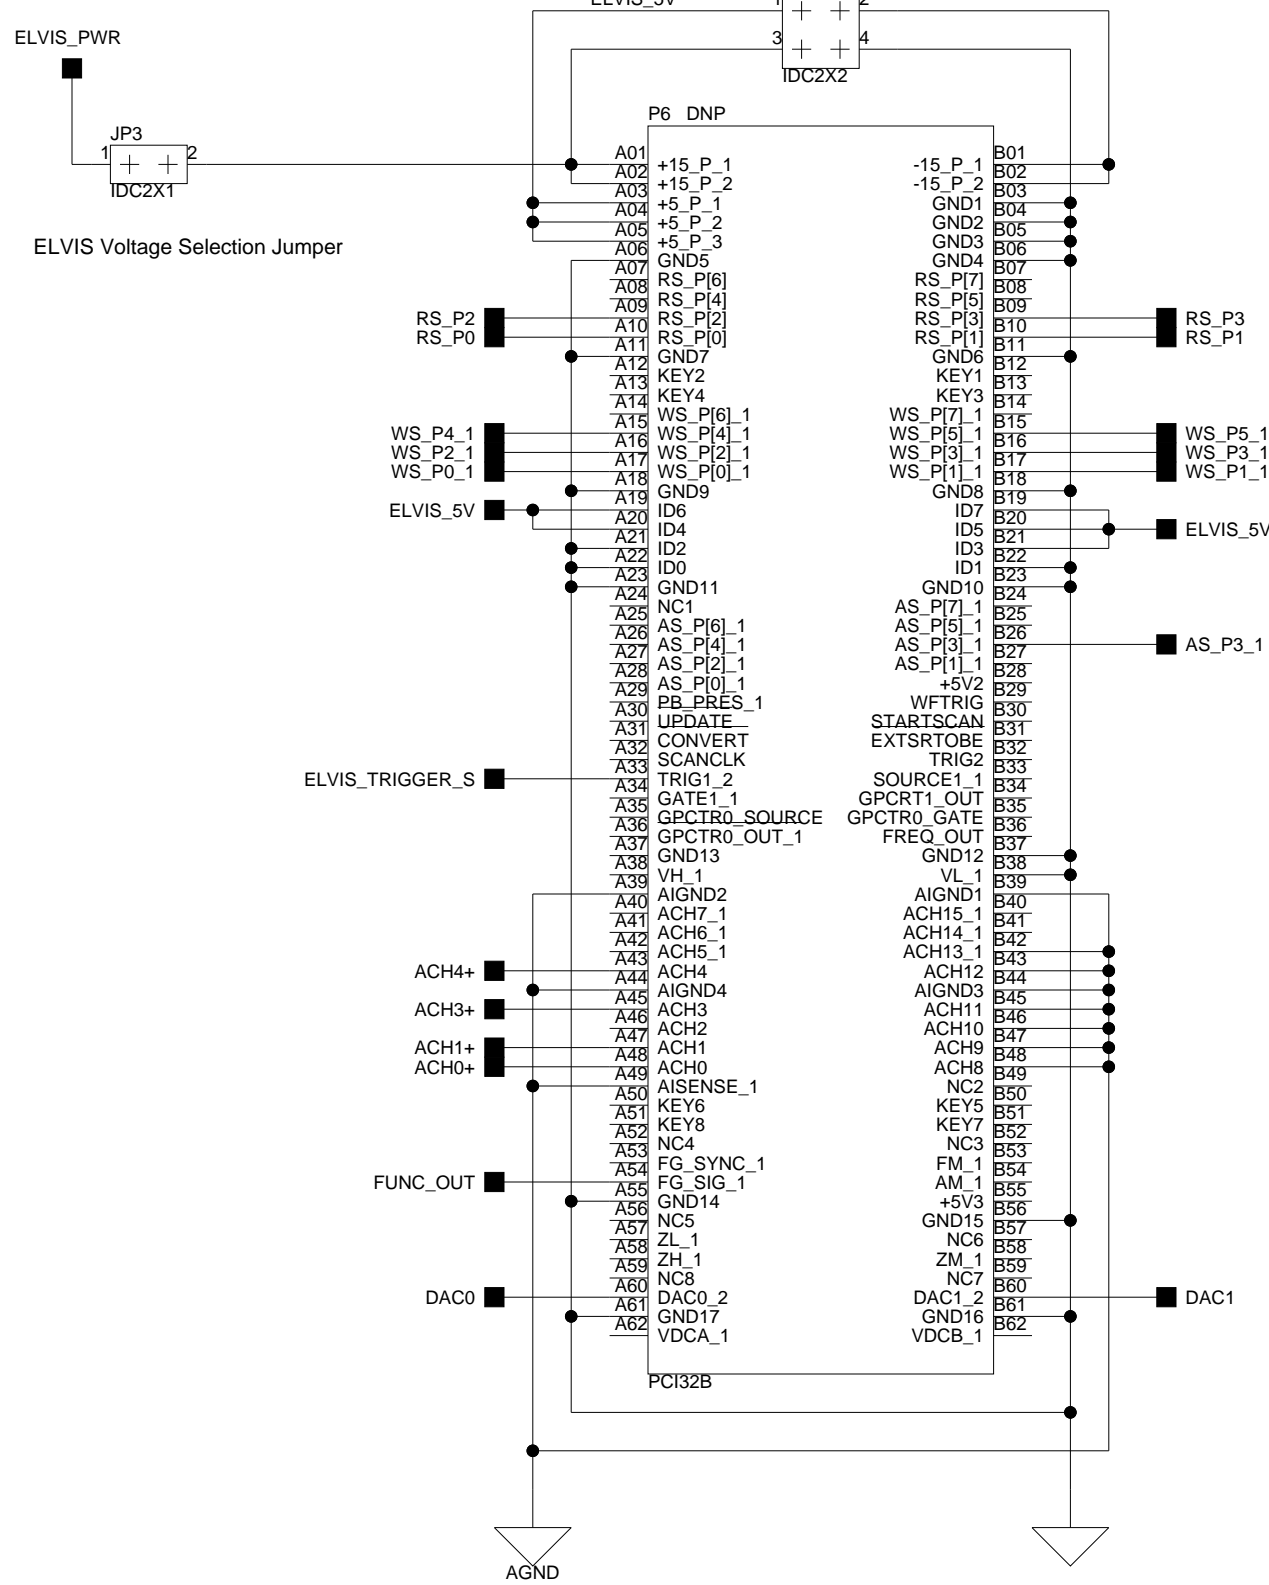 1 2
ELVIS_PWR
3 4
IDC2X2
P6 DNP
JP3
1 2
IDC2X1
ELVIS Voltage Selection Jumper
A01 +15_P_1 -15_P_1 B01
A02 +15_P_2 -15_P_2 B02
A03 +5_P_1 GND1 B03
A04 +5_P_2 GND2 B04
A05 +5_P_3 GND3 B05
A06 GND5 GND4 B06
A07 RS_P[6] RS_P[7] B07
A08 RS_P[4] RS_P[5] B08
RS_P2 A09 RS_P[2] RS_P[3] B09 RS_P3
RS_P0 A10 RS_P[0] RS_P[1] B10 RS_P1
A11 GND7 GND6 B11
A12 KEY2 KEY1 B12
A13 KEY4 KEY3 B13
A14 WS_P[6]_1 WS_P[7]_1 B14
WS_P4_1 A15 WS_P[4]_1 WS_P[5]_1 B15 WS_P5_1
WS_P2_1 A16 WS_P[2]_1 WS_P[3]_1 B16 WS_P3_1
WS_P0_1 A17 WS_P[0]_1 WS_P[1]_1 B17 WS_P1_1
A18 GND9 GND8 B18
ELVIS_5V A19 ID6 ID7 B19
A20 ID4 ID5 B20 ELVIS_5V
A21 ID2 ID3 B21
A22 ID0 ID1 B22
A23 GND11 GND10 B23
A24 NC1 AS_P[7]_1 B24
A25 AS_P[6]_1 AS_P[5]_1 B25
A26 AS_P[4]_1 AS_P[3]_1 B26 AS_P3_1
A27 AS_P[2]_1 AS_P[1]_1 B27
A28 AS_P[0]_1 +5V2 B28
A29 PB_PRES_1 WFTRIG B29
A30 UPDATE STARTSCAN B30
A31 CONVERT EXTSRTOBE B31
A32 SCANCLK TRIG2 B32
ELVIS_TRIGGER_S A33 TRIG1_2 SOURCE1_1 B33
A34 GATE1_1 GPCRT1_OUT B34
A35 GPCTR0_SOURCE GPCTR0_GATE B35
A36 GPCTR0_OUT_1 FREQ_OUT B36
A37 GND13 GND12 B37
A38 VH_1 VL_1 B38
A39 AIGND2 AIGND1 B39
A40 ACH7_1 ACH15_1 B40
A41 ACH6_1 ACH14_1 B41
A42 ACH5_1 ACH13_1 B42
ACH4+ A43 ACH4 ACH12 B43
A44 AIGND4 AIGND3 B44
ACH3+ A45 ACH3 ACH11 B45
A46 ACH2 ACH10 B46
ACH1+ A47 ACH1 ACH9 B47
ACH0+ A48 ACH0 ACH8 B48
A49 AISENSE_1 NC2 B49
A50 KEY6 KEY5 B50
A51 KEY8 KEY7 B51
A52 NC4 NC3 B52
A53 FG_SYNC_1 FM_1 B53
FUNC_OUT A54 FG_SIG_1 AM_1 B54
A55 GND14 +5V3 B55
A56 NC5 GND15 B56
A57 ZL_1 NC6 B57
A58 ZH_1 ZM_1 B58
A59 NC8 NC7 B59
DAC0 A60 DAC0_2 DAC1_2 B60 DAC1
A61 GND17 GND16 B61
A62 VDCA_1 VDCB_1 B62
PCI32B
AGND